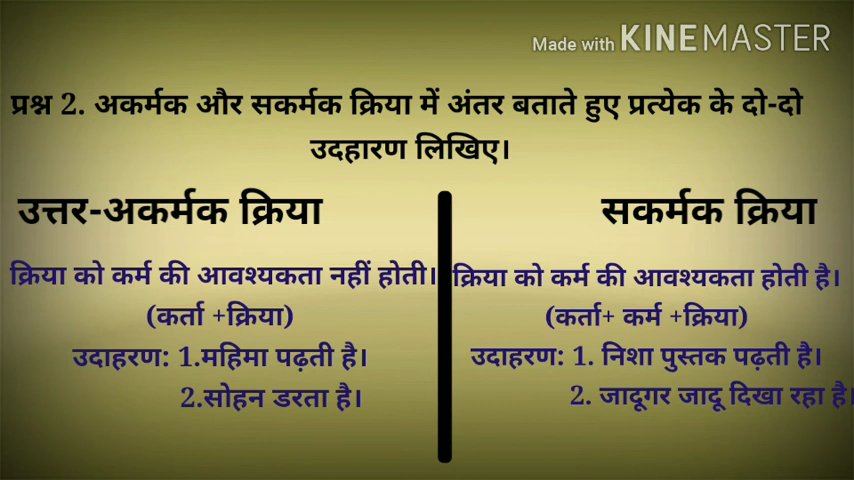 Made with KINEMASTER
प्रश्न 2. अकर्मक और सकर्मक क्रिया में अंतर बताते हुए प्रत्येक के दो-दो
उदहारण लिखिए।
उत्तर-अकर्मक क्रिया
क्रिया को कर्म की आवश्यकता नहीं होती।
(कर्ता +क्रिया)
उदाहरण: 1.महिमा पढ़ती है।
2.सोहन डरता है।
सकर्मक क्रिया
क्रिया को कर्म की आवश्यकता होती है।
(कर्ता+ कर्म +क्रिया)
उदाहरण: 1. निशा पुस्तक पढ़ती है।
2. जादूगर जादू दिखा रहा है।